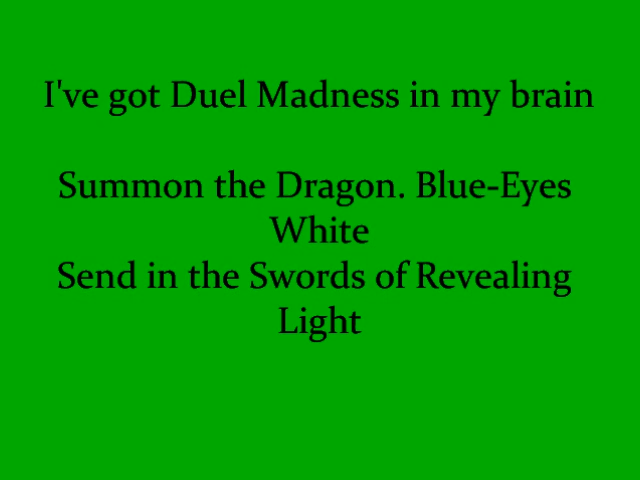 I've got Duel Madness in my brain
Summon the Dragon. Blue-Eyes
White
Send in the Swords of Revealing
Light